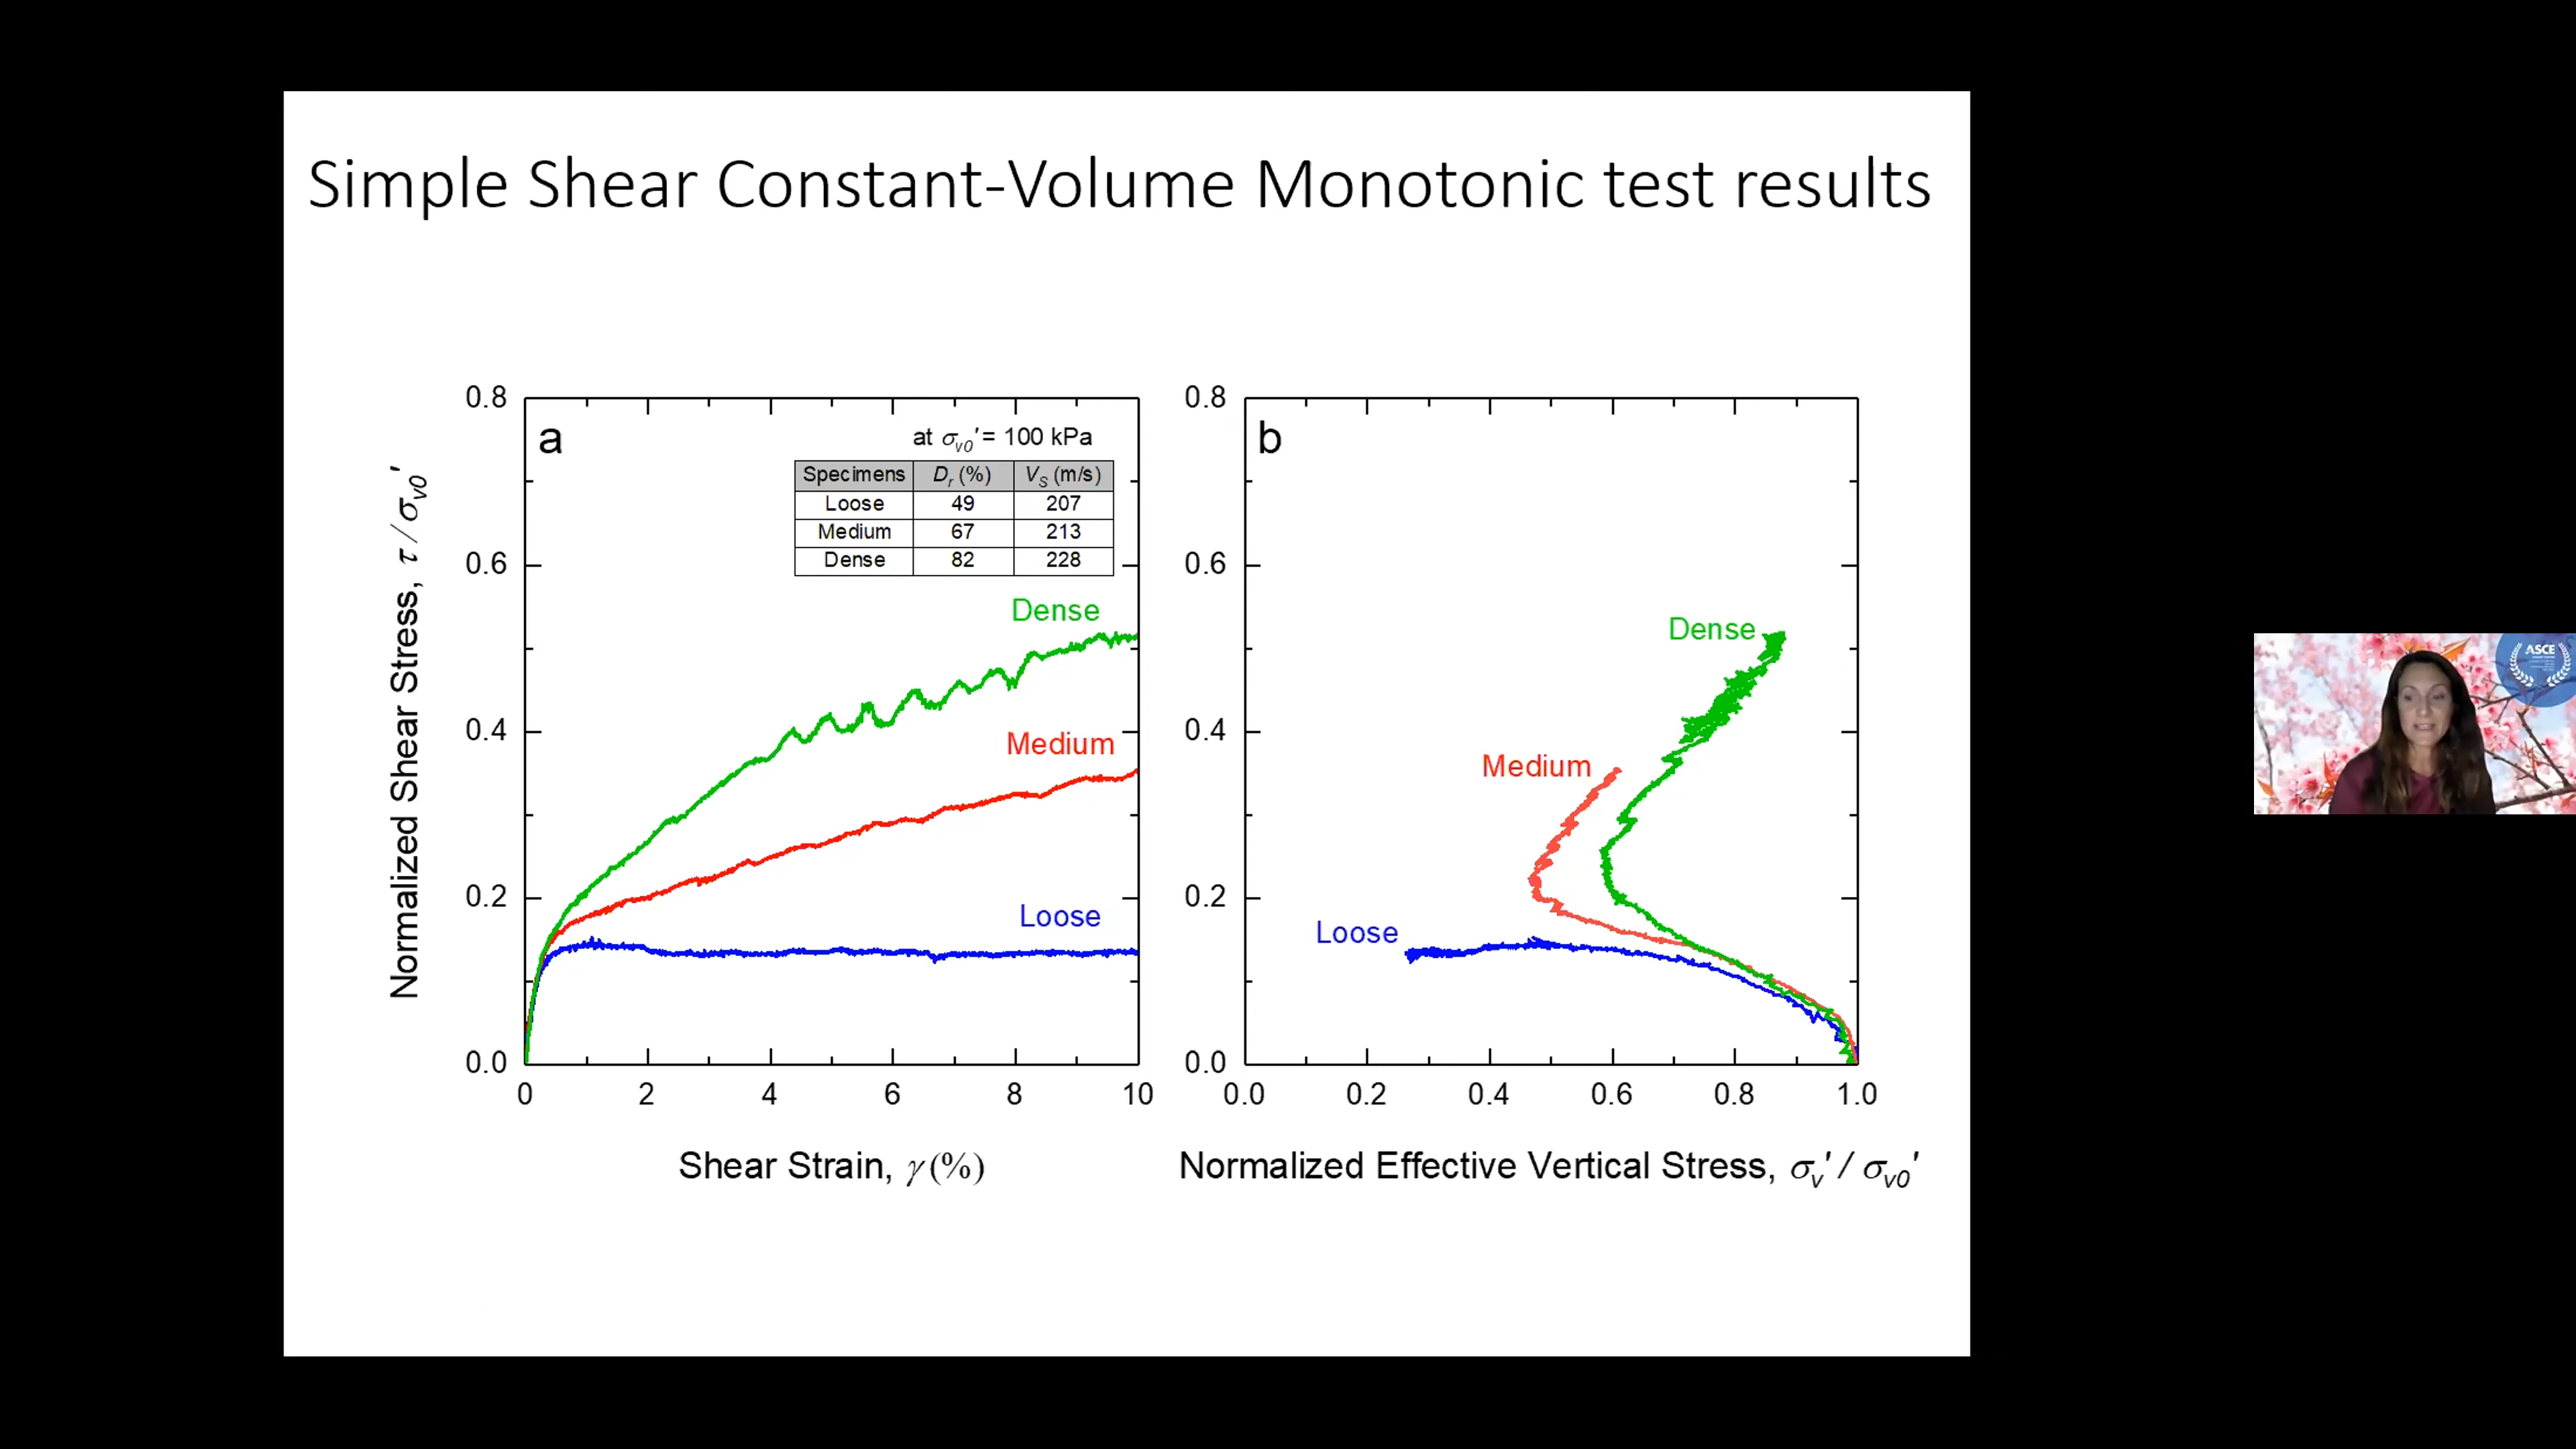 Simple Shear Constant-Volume Monotonic test results
Normalized Shear Stress, τ / σv0'
0.8
0.6
0.4
0.2
0.0
a
at σv0' = 100 kPa
Specimens Dr (%) VS (m/s)
Loose 49 207
Medium 67 213
Dense 82 228
Dense
Medium
Loose
0 2 4 6 8 10
Shear Strain, γ (%)
0.8
0.6
0.4
0.2
0.0
b
Dense
Medium
Loose
0.0 0.2 0.4 0.6 0.8 1.0
Normalized Effective Vertical Stress, σv' / σv0'
ASCE